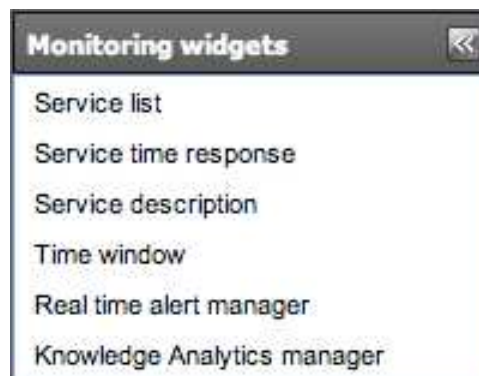 Monitoring widgets
Service list
Service time response
Service description
Time window
Real time alert manager
Knowledge Analytics manager